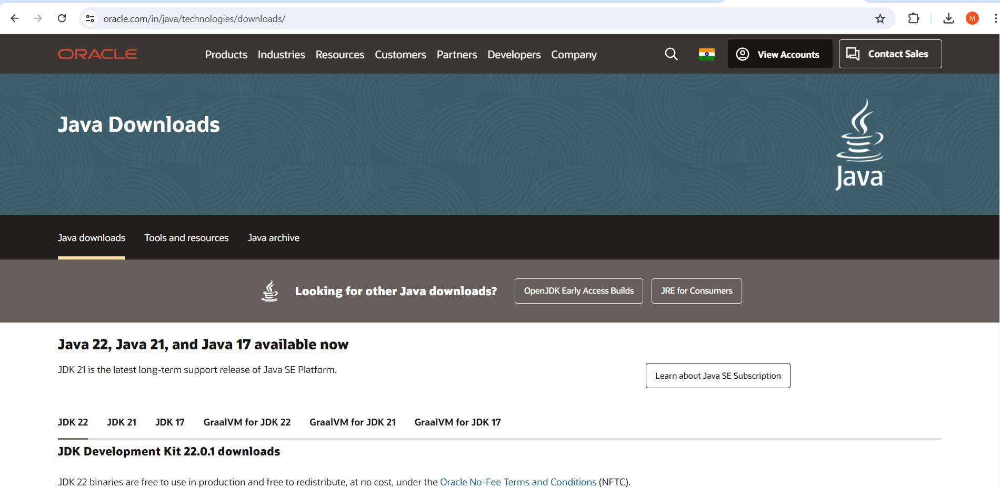 oracle.com/in/java/technologies/downloads/
M
ORACLE
Products Industries Resources Customers Partners Developers Company
View Accounts
Contact Sales
Java Downloads
Java
Java downloads Tools and resources Java archive
Looking for other Java downloads? OpenJDK Early Access Builds JRE for Consumers
Java 22, Java 21, and Java 17 available now
JDK 21 is the latest long-term support release of Java SE Platform.
Learn about Java SE Subscription
JDK 22 JDK 21 JDK 17 GraalVM for JDK 22 GraalVM for JDK 21 GraalVM for JDK 17
JDK Development Kit 22.0.1 downloads
JDK 22 binaries are free to use in production and free to redistribute, at no cost, under the Oracle No-Fee Terms and Conditions (NFTC).